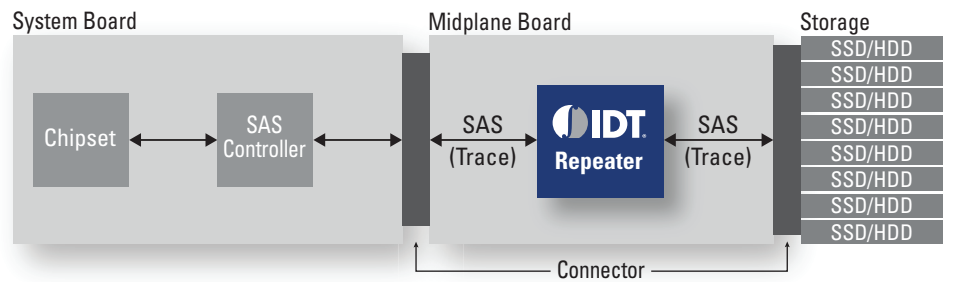 System Board
Midplane Board
Storage
Chipset
SAS
Controller
SAS
(Trace)
IDT
Repeater
SAS
(Trace)
SSD/HDD
SSD/HDD
SSD/HDD
SSD/HDD
SSD/HDD
SSD/HDD
SSD/HDD
SSD/HDD
Connector